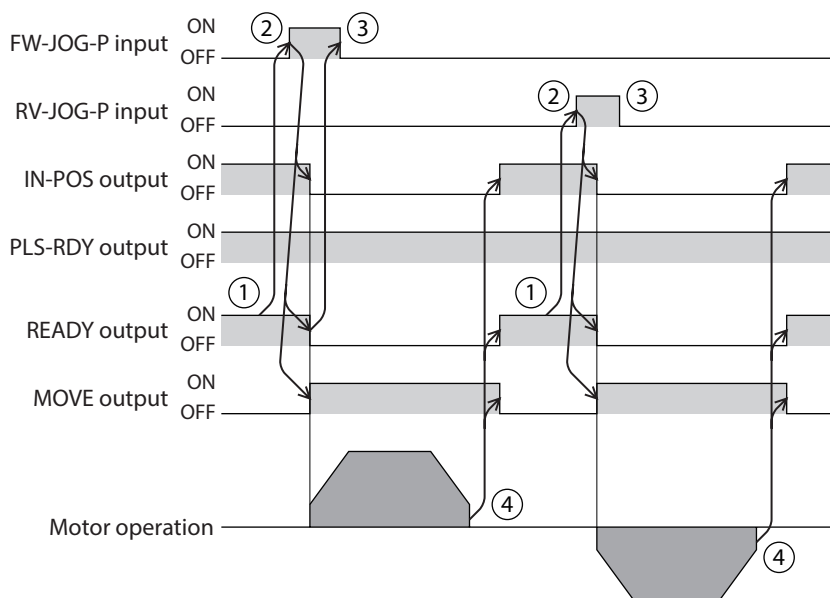 FW-JOG-P input
ON
OFF
② ③
RV-JOG-P input
ON
OFF
② ③
IN-POS output
ON
OFF
PLS-RDY output
ON
OFF
① ①
READY output
ON
OFF
MOVE output
ON
OFF
Motor operation
④ ④